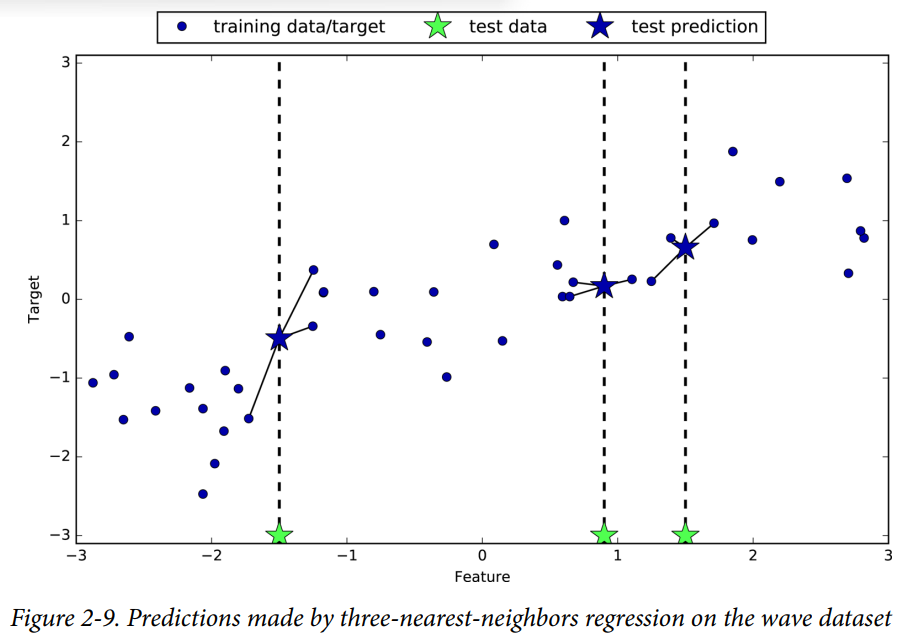 training data/target test data test prediction
3
2
1
0
−1
−2
−3
Target
−3 −2 −1 0 1 2 3
Feature
Figure 2-9. Predictions made by three-nearest-neighbors regression on the wave dataset